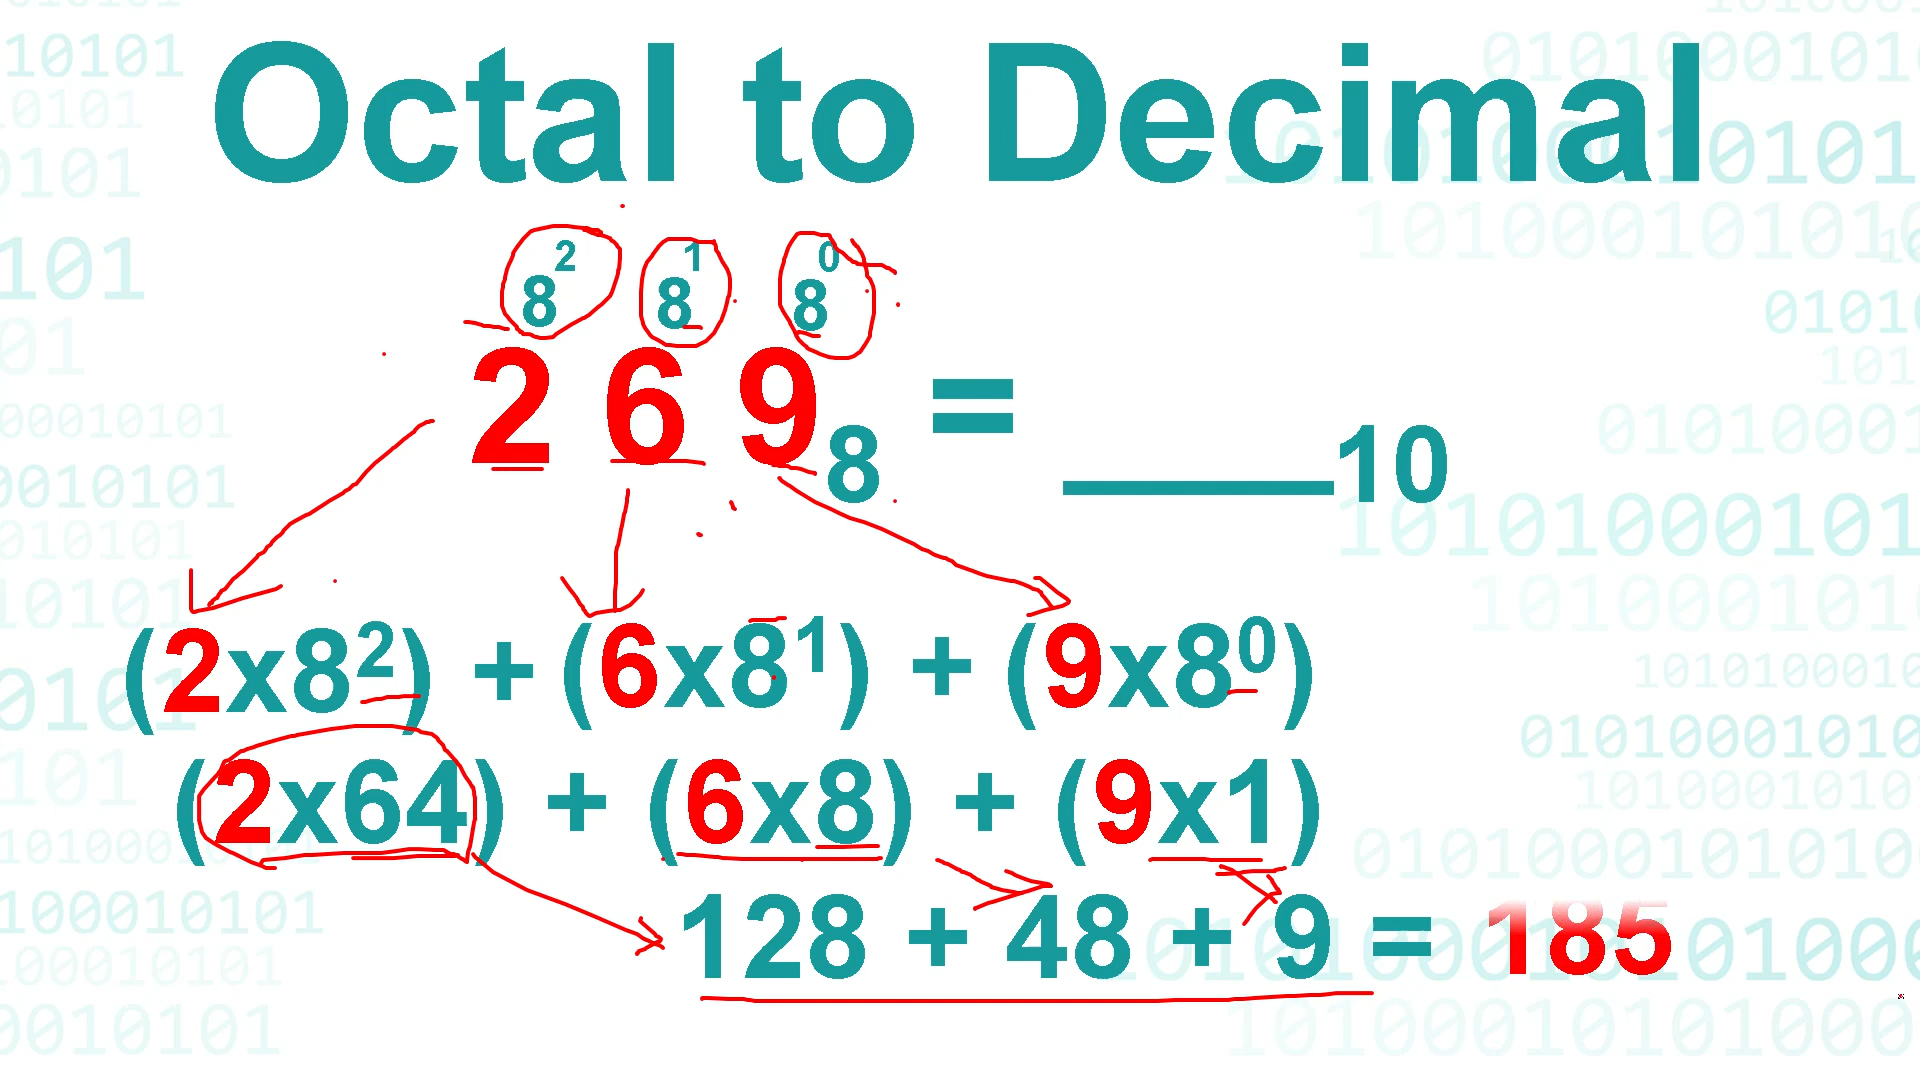 Octal to Decimal
8² 8¹ 8⁰
2 6 9₈ = ____10
(2x8²) + (6x8¹) + (9x8⁰)
(2x64) + (6x8) + (9x1)
128 + 48 + 9 = 185